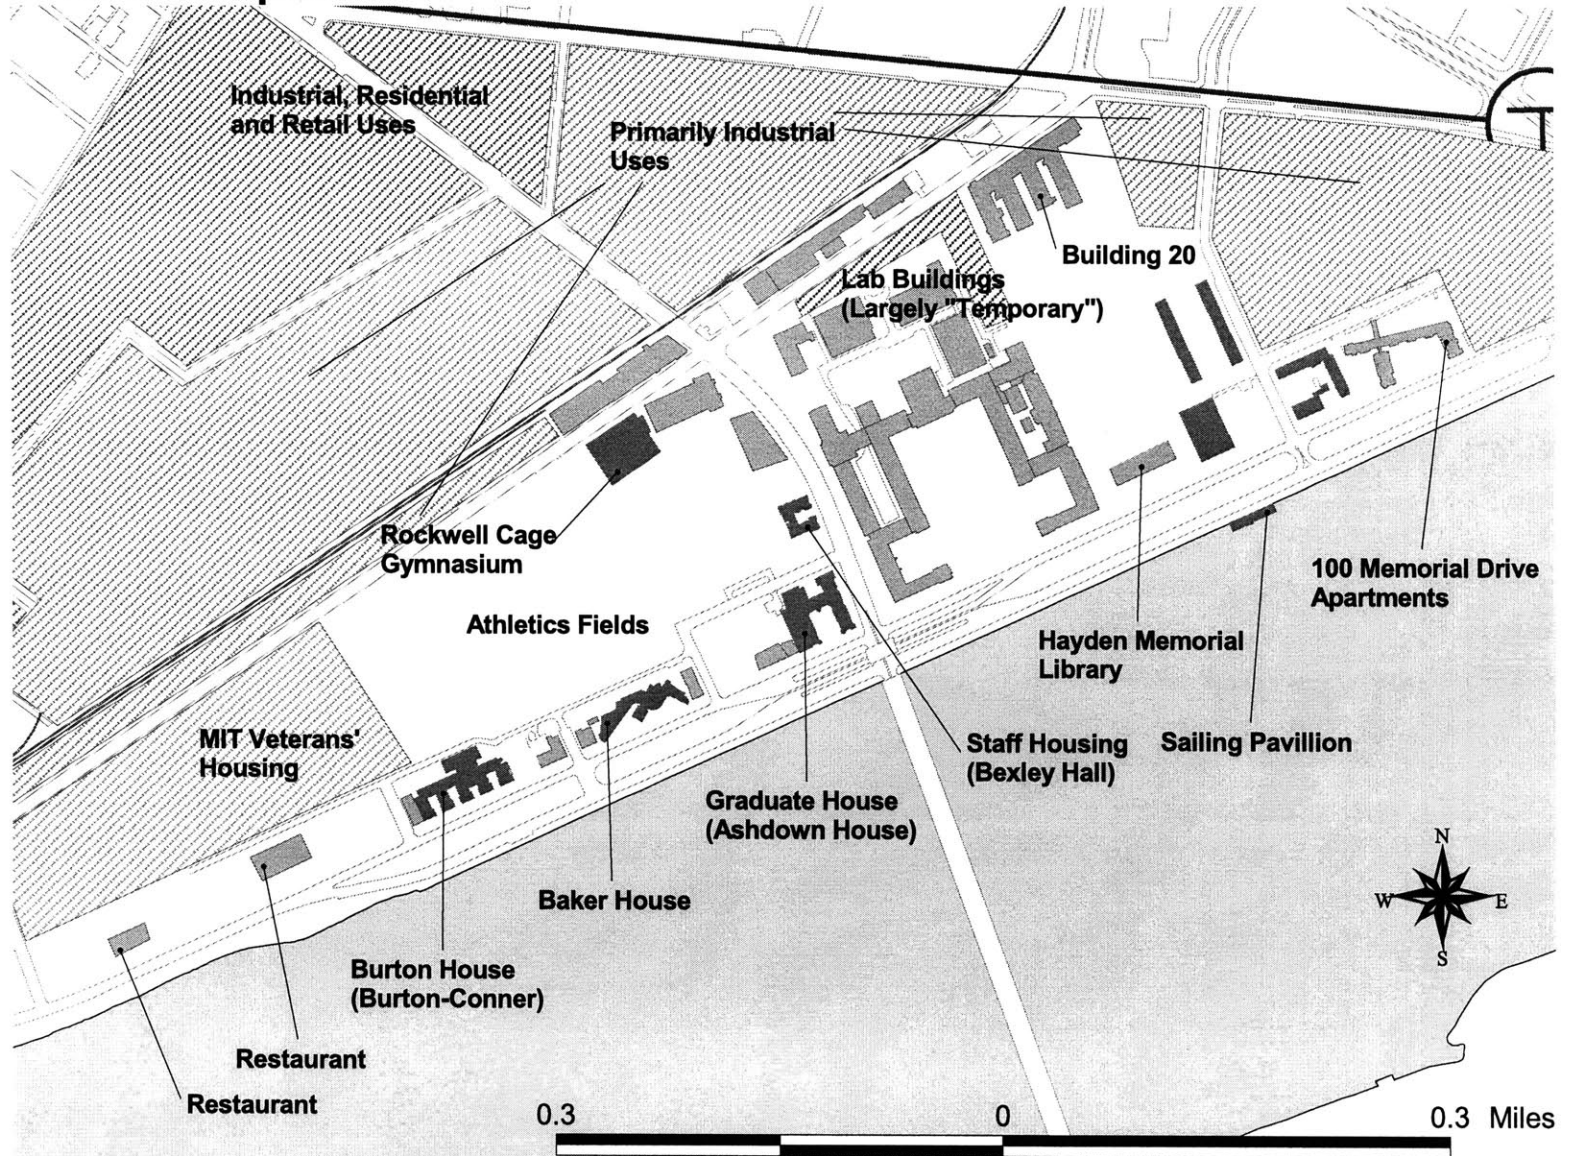 Industrial, Residential
and Retail Uses
Primarily Industrial
Uses
T
Building 20
Lab Buildings
(Largely "Temporary")
Rockwell Cage
Gymnasium
100 Memorial Drive
Apartments
Athletics Fields
Hayden Memorial
Library
MIT Veterans'
Housing
Staff Housing
(Bexley Hall)
Sailing Pavillion
Graduate House
(Ashdown House)
Baker House
N
W
E
S
Burton House
(Burton-Conner)
Restaurant
Restaurant
0.3 0 0.3 Miles